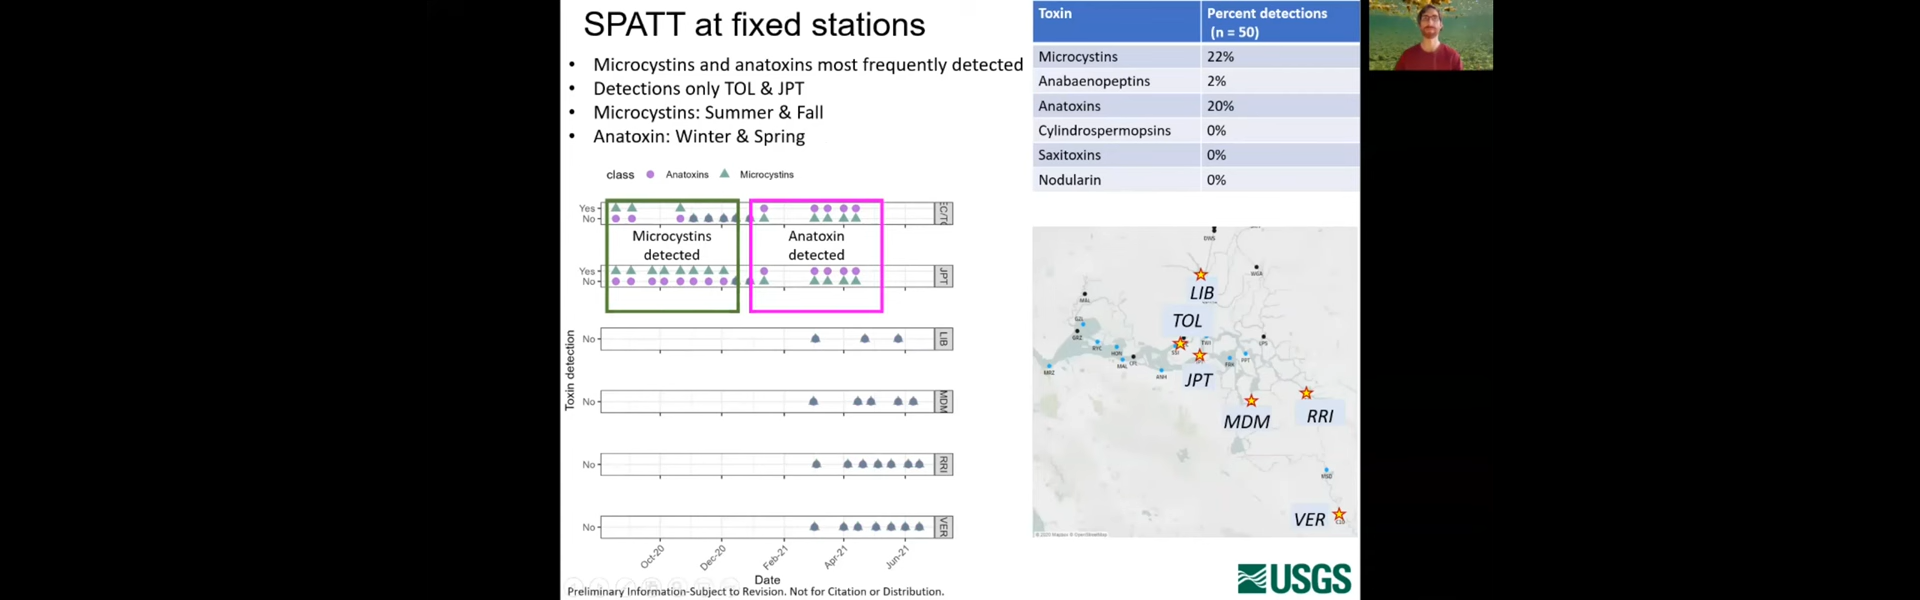 SPATT at fixed stations
• Microcystins and anatoxins most frequently detected
• Detections only TOL & JPT
• Microcystins: Summer & Fall
• Anatoxin: Winter & Spring
class Anatoxins Microcystins
Yes
No
Microcystins
detected
Anatoxin
detected
Yes
No
JPT
No
LIB
No
MDM
No
RRI
No
VER
Toxin detection
Oct-20 Dec-20 Feb-21 Apr-21 Jun-21
Date
Preliminary Information-Subject to Revision. Not for Citation or Distribution.
Toxin Percent detections
(n = 50)
Microcystins 22%
Anabaenopeptins 2%
Anatoxins 20%
Cylindrospermopsins 0%
Saxitoxins 0%
Nodularin 0%
DWS
LIB
TOL
JPT
MDM
RRI
VER
USGS